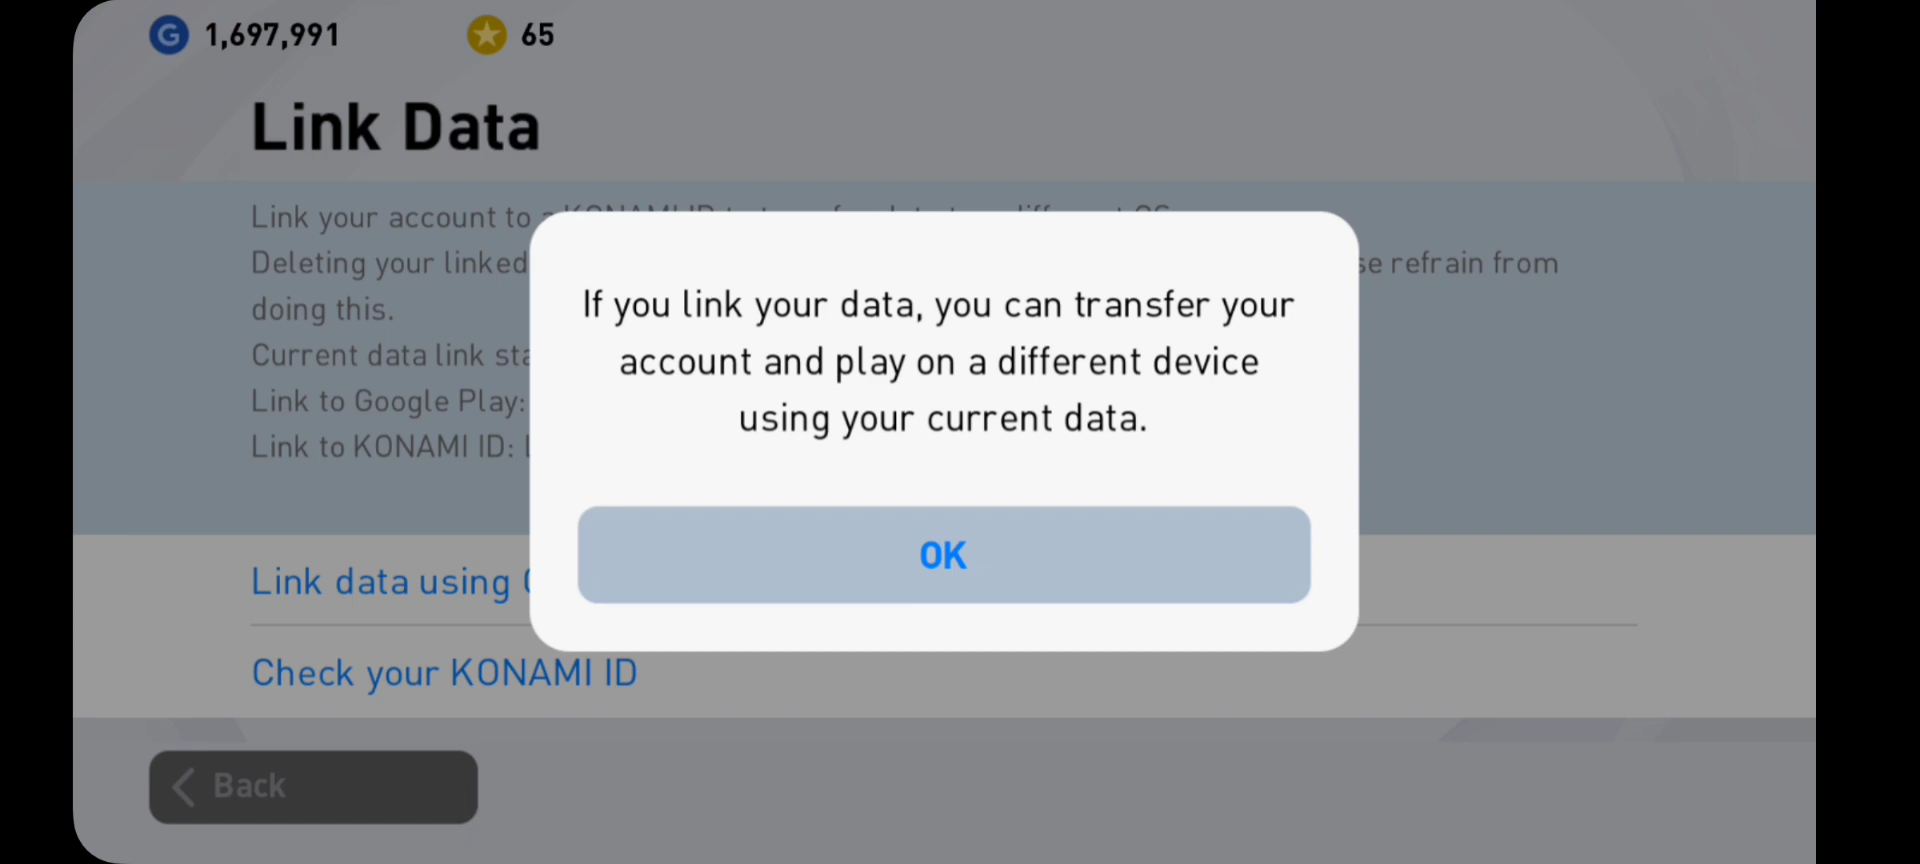 G 1,697,991 65
Link Data
Link your account to
Deleting your linked se refrain from
doing this.
Current data link sta
Link to Google Play:
Link to KONAMI ID:
If you link your data, you can transfer your
account and play on a different device
using your current data.
OK
Link data using
Check your KONAMI ID
Back